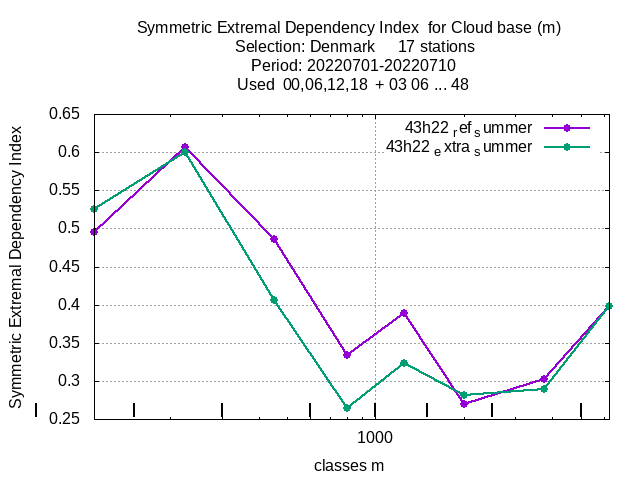 Symmetric Extremal Dependency Index for Cloud base (m)
Selection: Denmark 17 stations
Period: 20220701-20220710
Used 00,06,12,18 + 03 06 ... 48
43h22 ref summer
43h22 extra summer
Symmetric Extremal Dependency Index
0.65
0.6
0.55
0.5
0.45
0.4
0.35
0.3
0.25
1000
classes m